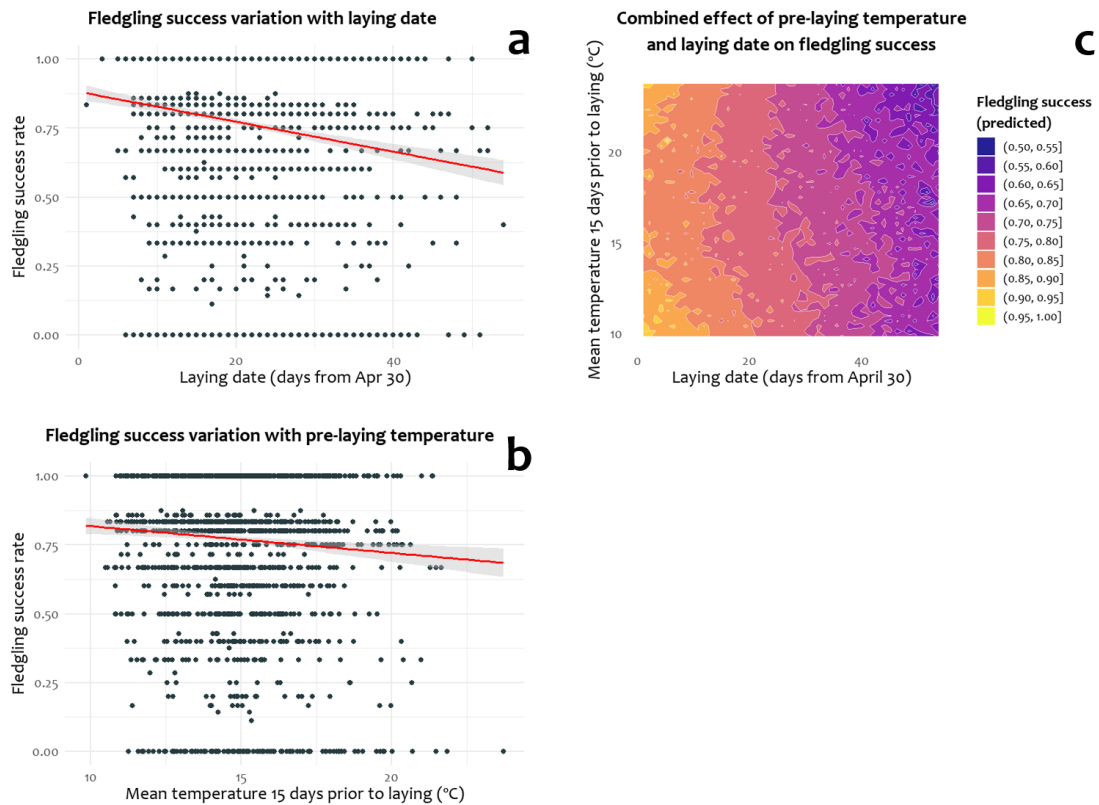 Fledgling success variation with laying date
a
Fledgling success rate
1.00
0.75
0.50
0.25
0.00
0
20
40
Laying date (days from Apr 30)
Combined effect of pre-laying temperature
and laying date on fledgling success
c
Mean temperature 15 days prior to laying (°C)
20
15
10
0
20
40
Laying date (days from April 30)
Fledgling success
(predicted)
(0.50, 0.55]
(0.55, 0.60]
(0.60, 0.65]
(0.65, 0.70]
(0.70, 0.75]
(0.75, 0.80]
(0.80, 0.85]
(0.85, 0.90]
(0.90, 0.95]
(0.95, 1.00]
Fledgling success variation with pre-laying temperature
b
Fledgling success rate
1.00
0.75
0.50
0.25
0.00
10
15
20
Mean temperature 15 days prior to laying (°C)